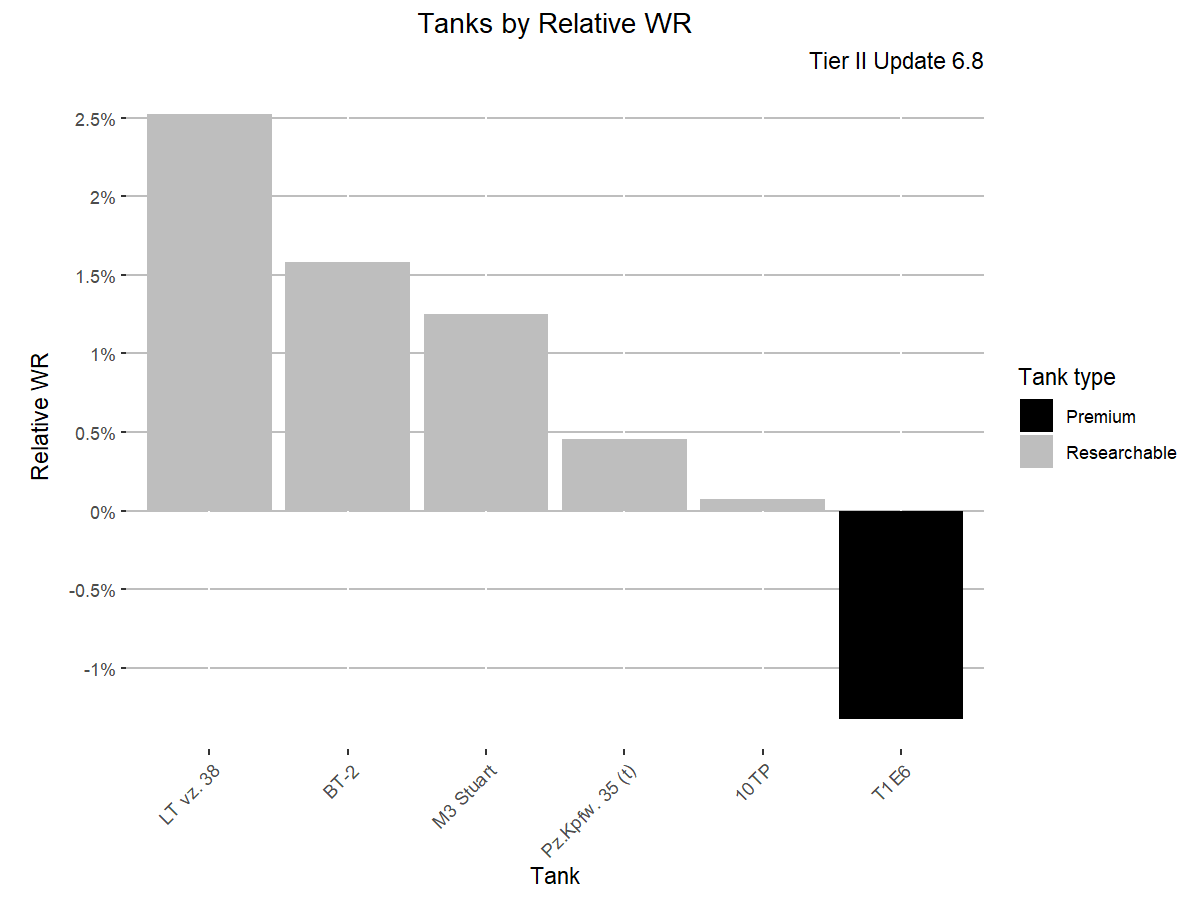 Tanks by Relative WR
Tier II Update 6.8
Relative WR
2.5%
2%
1.5%
1%
0.5%
0%
-0.5%
-1%
LT vz. 38
BT-2
M3 Stuart
Pz.Kpfw. 35 (t)
10TP
T1E6
Tank
Tank type
Premium
Researchable